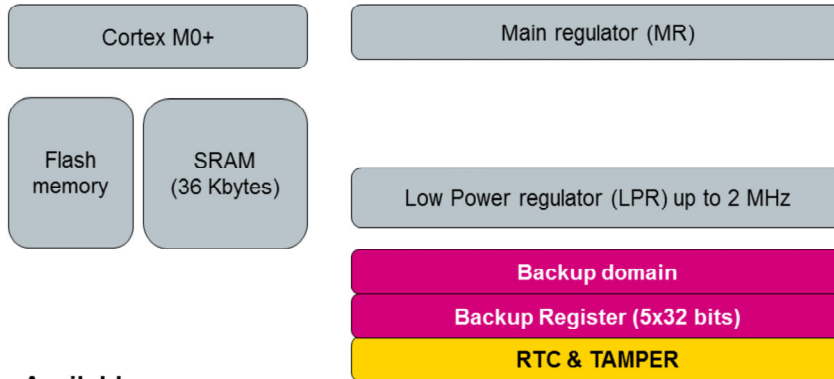 Cortex M0+
Main regulator (MR)
Flash
memory
SRAM
(36 Kbytes)
Low Power regulator (LPR) up to 2 MHz
Backup domain
Backup Register (5x32 bits)
RTC & TAMPER